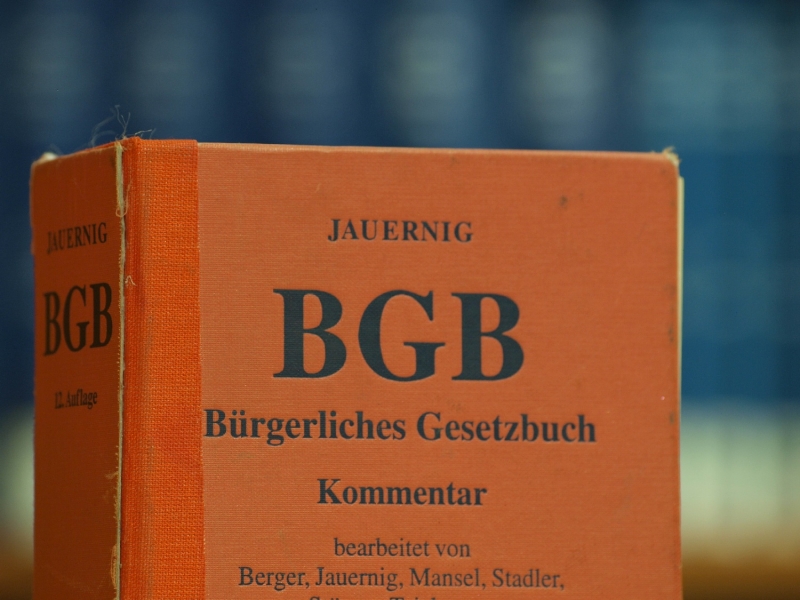 JAUERNIG
BGB
12. Auflage
JAUERNIG
BGB
Bürgerliches Gesetzbuch
Kommentar
bearbeitet von
Berger, Jauernig, Mansel, Stadler,